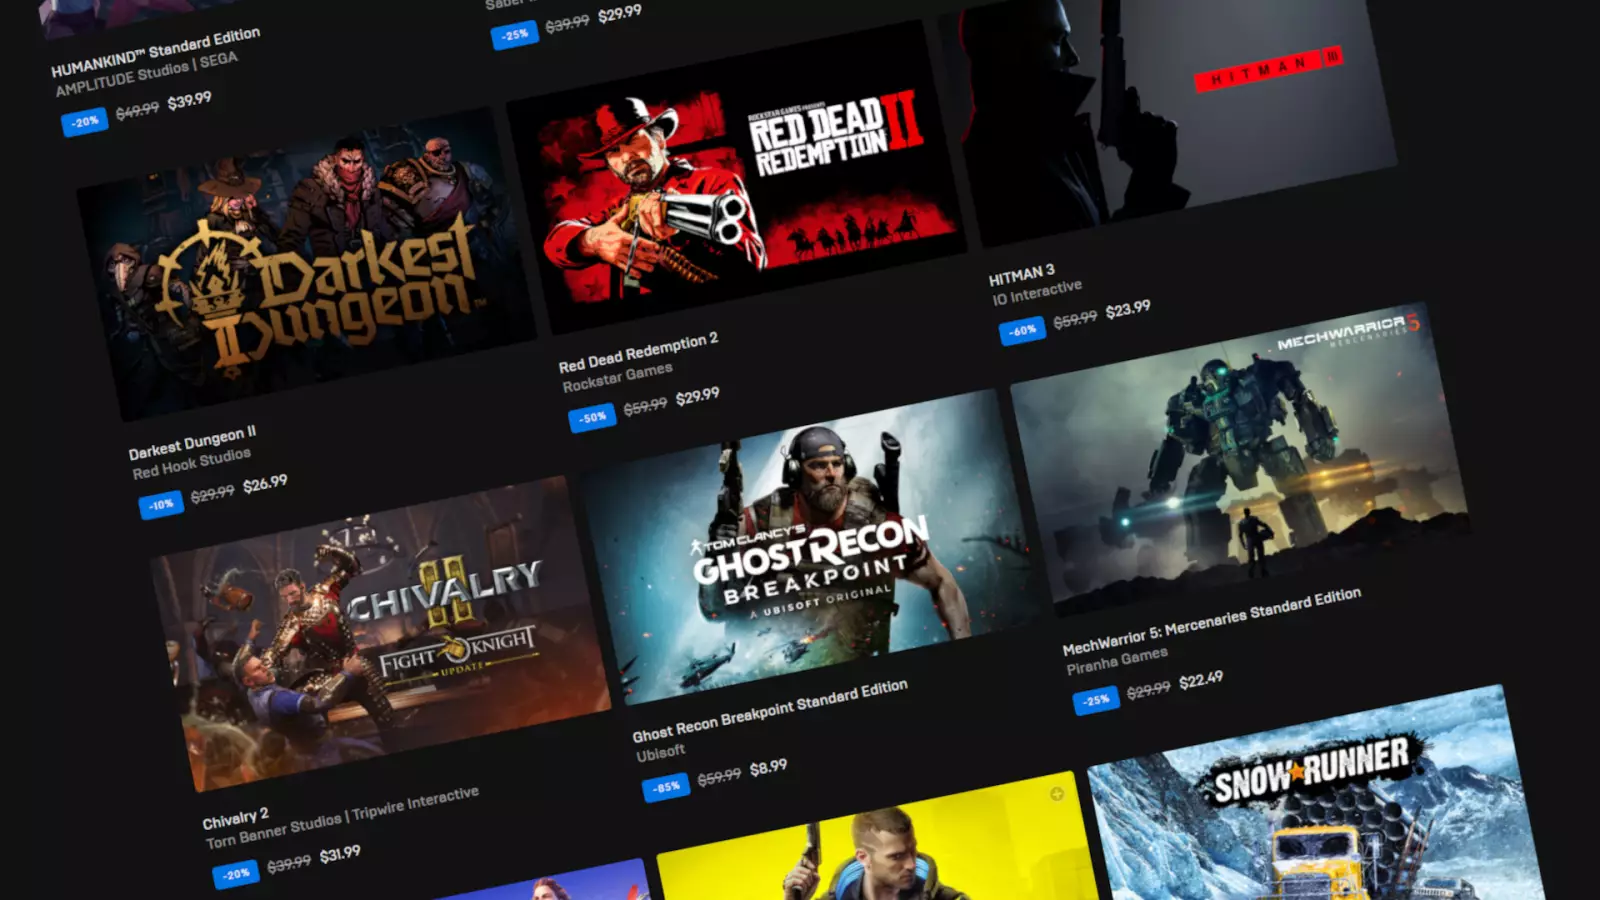 HUMANKIND™ Standard Edition
AMPLITUDE Studios | SEGA
-20% $49.99 $39.99
-25% $39.99 $29.99
Darkest
Dungeon™
II
Darkest Dungeon II
Red Hook Studios
-10% $29.99 $26.99
ROCKSTAR GAMES PRESENTS
RED DEAD
REDEMPTION II
Red Dead Redemption 2
Rockstar Games
-50% $59.99 $29.99
HITMAN III
HITMAN 3
IO Interactive
-60% $59.99 $23.99
CHIVALRY
II
FIGHT KNIGHT
UPDATE
Chivalry 2
Torn Banner Studios | Tripwire Interactive
-20% $39.99 $31.99
TOM CLANCY'S
GHOST RECON
BREAKPOINT
A UBISOFT ORIGINAL
Ghost Recon Breakpoint Standard Edition
Ubisoft
-85% $59.99 $8.99
MECHWARRIOR 5
MERCENARIES
MechWarrior 5: Mercenaries Standard Edition
Piranha Games
-25% $29.99 $22.49
SNOWRUNNER